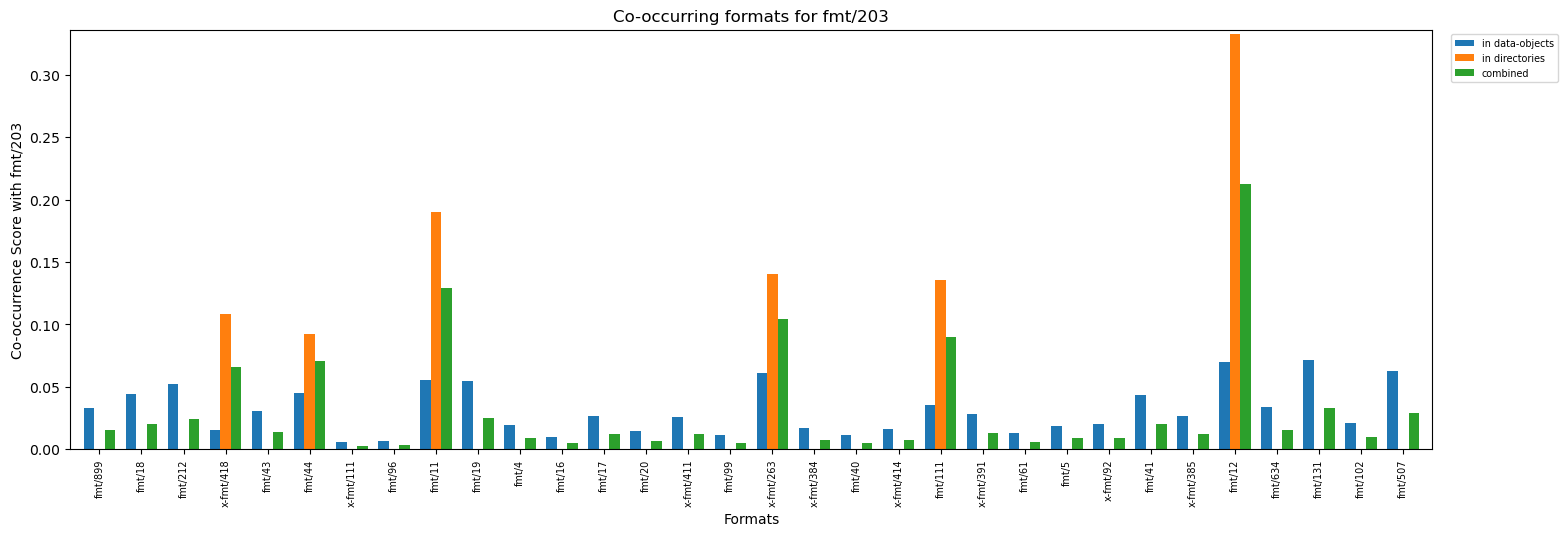 Co-occurring formats for fmt/203
in data-objects
in directories
combined
Co-occurrence Score with fmt/203
0.30
0.25
0.20
0.15
0.10
0.05
0.00
fmt/899
fmt/18
fmt/212
x-fmt/418
fmt/43
fmt/44
x-fmt/111
fmt/96
fmt/11
fmt/19
fmt/4
fmt/16
fmt/17
fmt/20
x-fmt/411
fmt/99
x-fmt/263
x-fmt/384
fmt/40
x-fmt/414
fmt/111
x-fmt/391
fmt/61
fmt/5
x-fmt/92
fmt/41
x-fmt/385
fmt/12
fmt/634
fmt/131
fmt/102
fmt/507
Formats